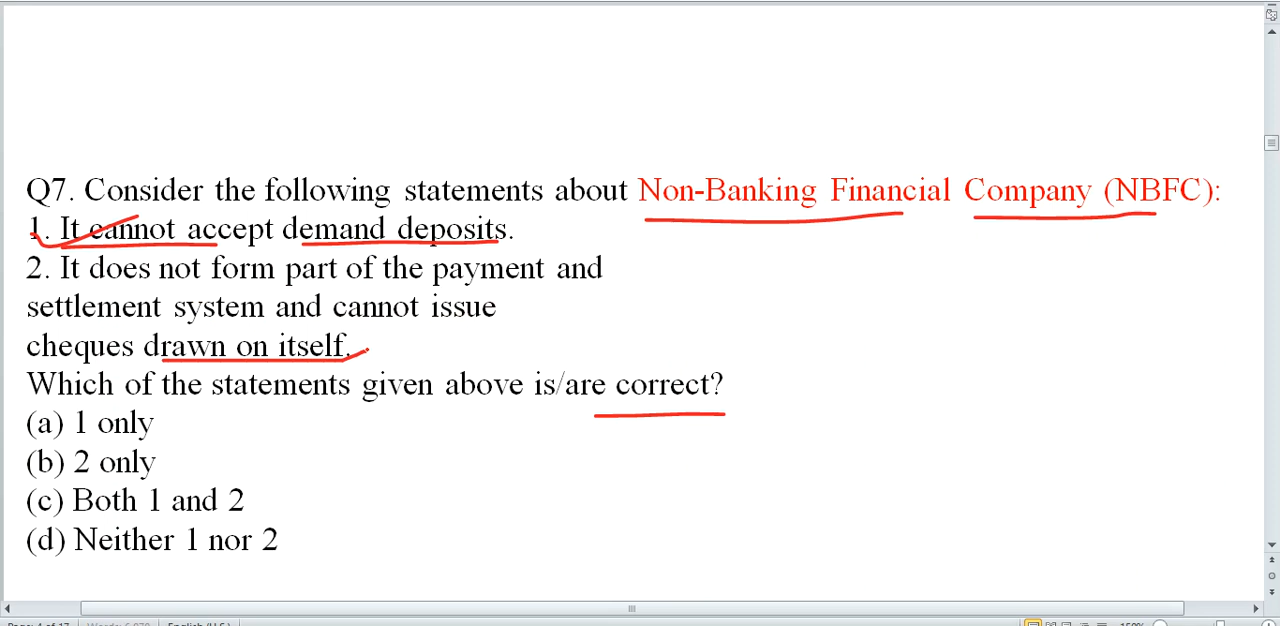 Q7. Consider the following statements about Non-Banking Financial Company (NBFC):
1. It cannot accept demand deposits.
2. It does not form part of the payment and
settlement system and cannot issue
cheques drawn on itself.
Which of the statements given above is/are correct?
(a) 1 only
(b) 2 only
(c) Both 1 and 2
(d) Neither 1 nor 2